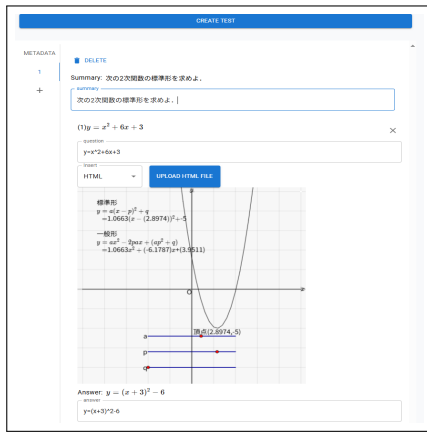 CREATE TEST
METADATA
1
+
DELETE
Summary: 次の2次関数の標準形を求めよ.
summary
次の2次関数の標準形を求めよ.
(1)y = x² + 6x + 3
question
y=x^2+6x+3
insert
HTML
UPLOAD HTML FILE
標準形
y = a(x − p)² + q
=1.0663(x − (2.8974))²+-5
一般形
y = ax² − 2pax + (ap² + q)
=1.0663x² + (-6.1787)x+(3.9511)
O
頂点(2.8974,-5)
a
p
q
Answer: y = (x + 3)² − 6
answer
y=(x+3)^2-6